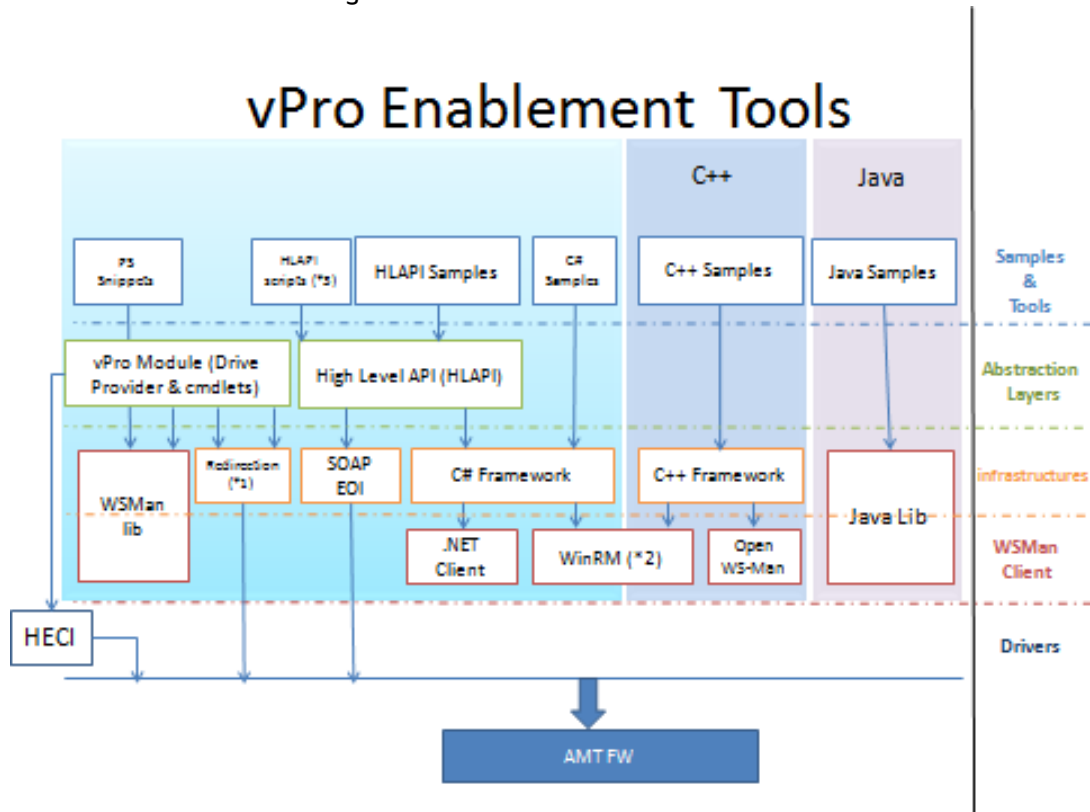 vPro Enablement Tools
C++
Java
PS
Snippets
HLAPI
scripts (*3)
HLAPI Samples
C#
Samples
C++ Samples
Java Samples
Samples
&
Tools
vPro Module (Drive
Provider & cmdlets)
High Level API (HLAPI)
Abstraction
Layers
WSMan
lib
Redirection
(*1)
SOAP
EOI
C# Framework
C++ Framework
Java Lib
infrastructures
.NET
Client
WinRM (*2)
Open
WS-Man
WSMan
Client
HECI
Drivers
AMT FW